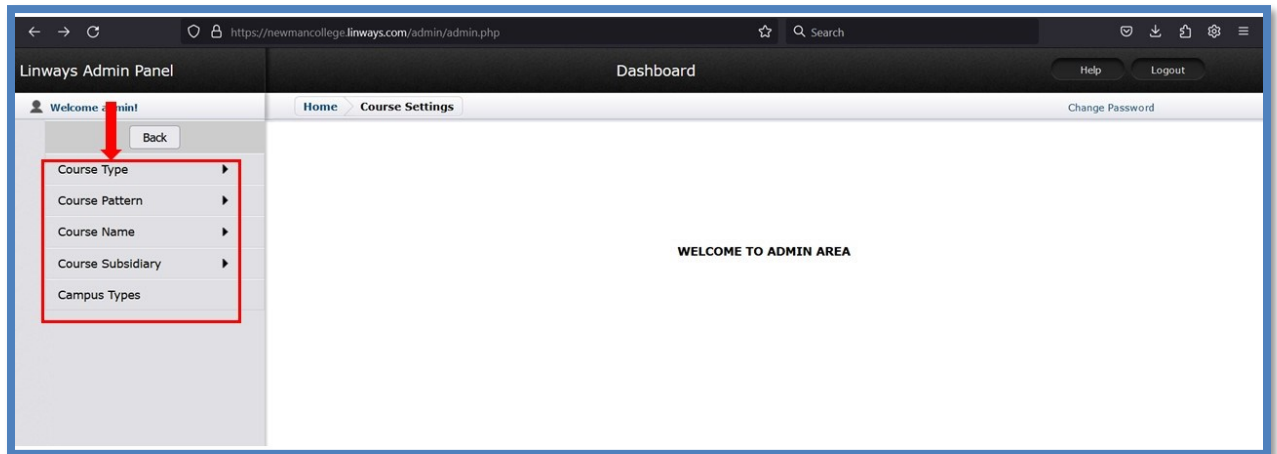 https://newmancollege.linways.com/admin/admin.php
Search
Linways Admin Panel
Dashboard
Help
Logout
Welcome admin!
Home
Course Settings
Change Password
Back
Course Type
Course Pattern
Course Name
Course Subsidiary
Campus Types
WELCOME TO ADMIN AREA